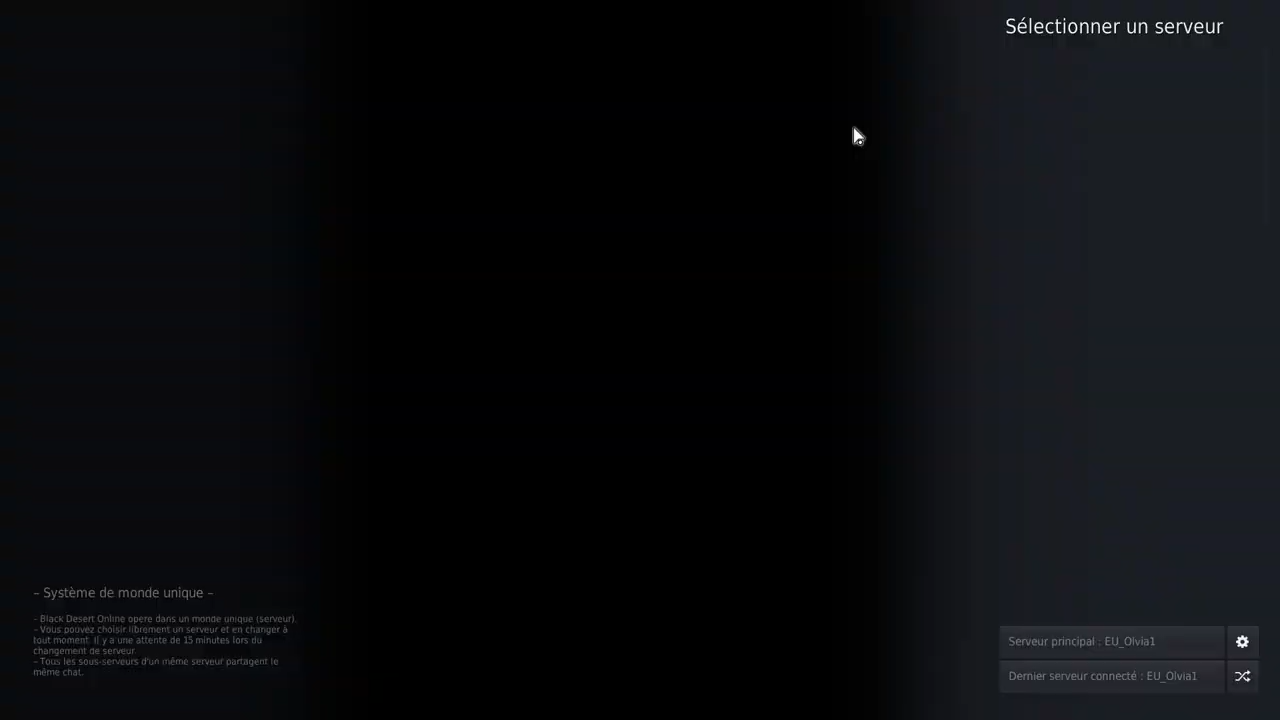 Sélectionner un serveur
– Système de monde unique –
– Black Desert Online opère dans un monde unique (serveur).
– Vous pouvez choisir librement un serveur et en changer à
tout moment. Il y a une attente de 15 minutes lors du
changement de serveur.
– Tous les sous-serveurs d'un même serveur partagent le
même chat.
Serveur principal : EU_Olvia1
Dernier serveur connecté : EU_Olvia1